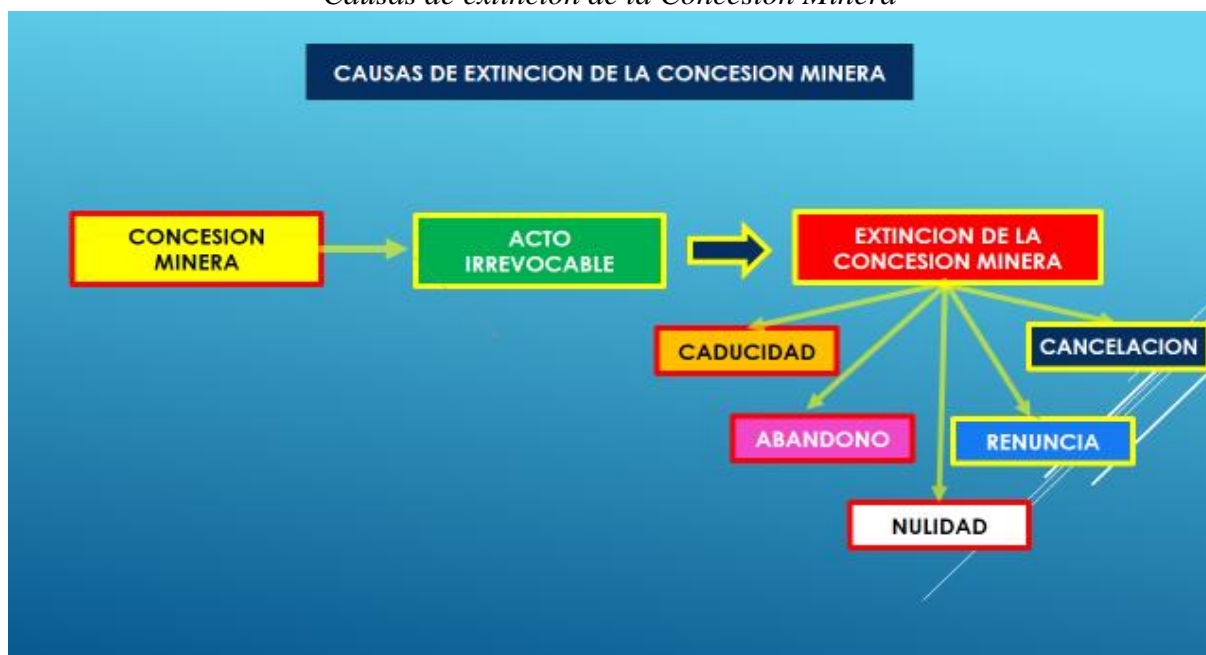 Causas de extinción de la Concesión Minera
CAUSAS DE EXTINCION DE LA CONCESION MINERA
CONCESION
MINERA
ACTO
IRREVOCABLE
EXTINCION DE LA
CONCESION MINERA
CADUCIDAD
CANCELACION
ABANDONO
RENUNCIA
NULIDAD